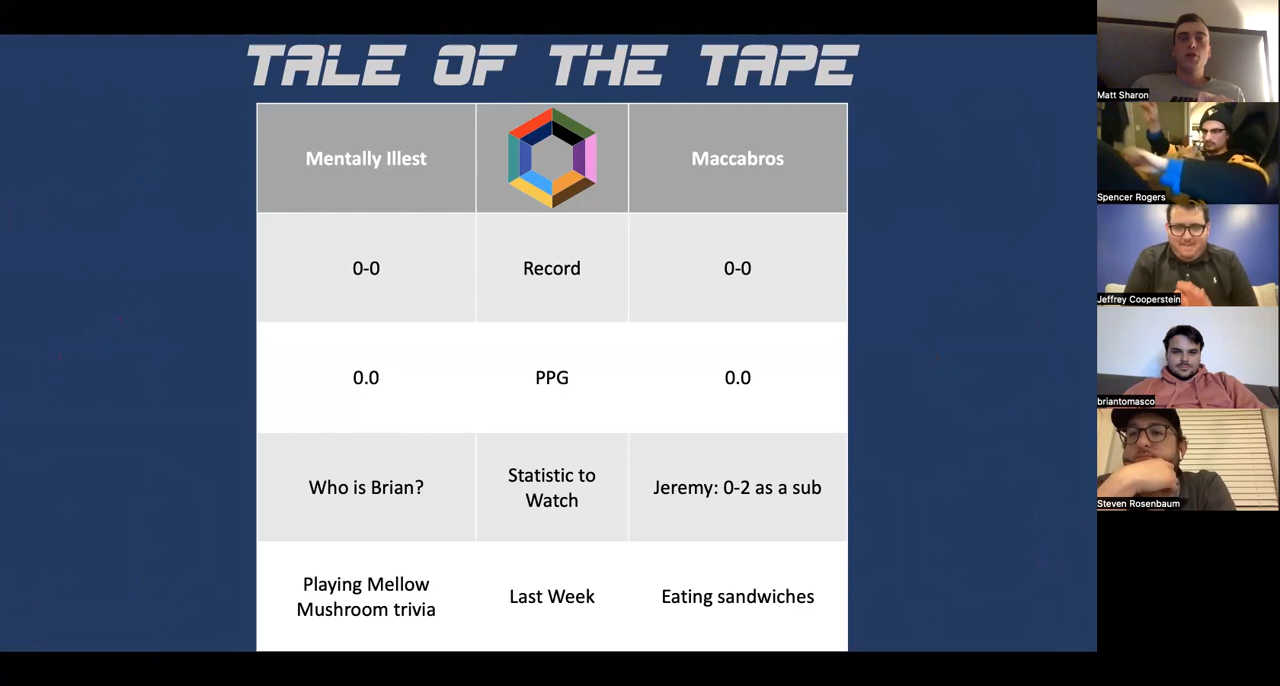 TALE OF THE TAPE
Mentally Illest
Maccabros
0-0
Record
0-0
0.0
PPG
0.0
Who is Brian?
Statistic to
Watch
Jeremy: 0-2 as a sub
Playing Mellow
Mushroom trivia
Last Week
Eating sandwiches
Matt Sharon
Spencer Rogers
Jeffrey Cooperstein
briantomasco
Steven Rosenbaum